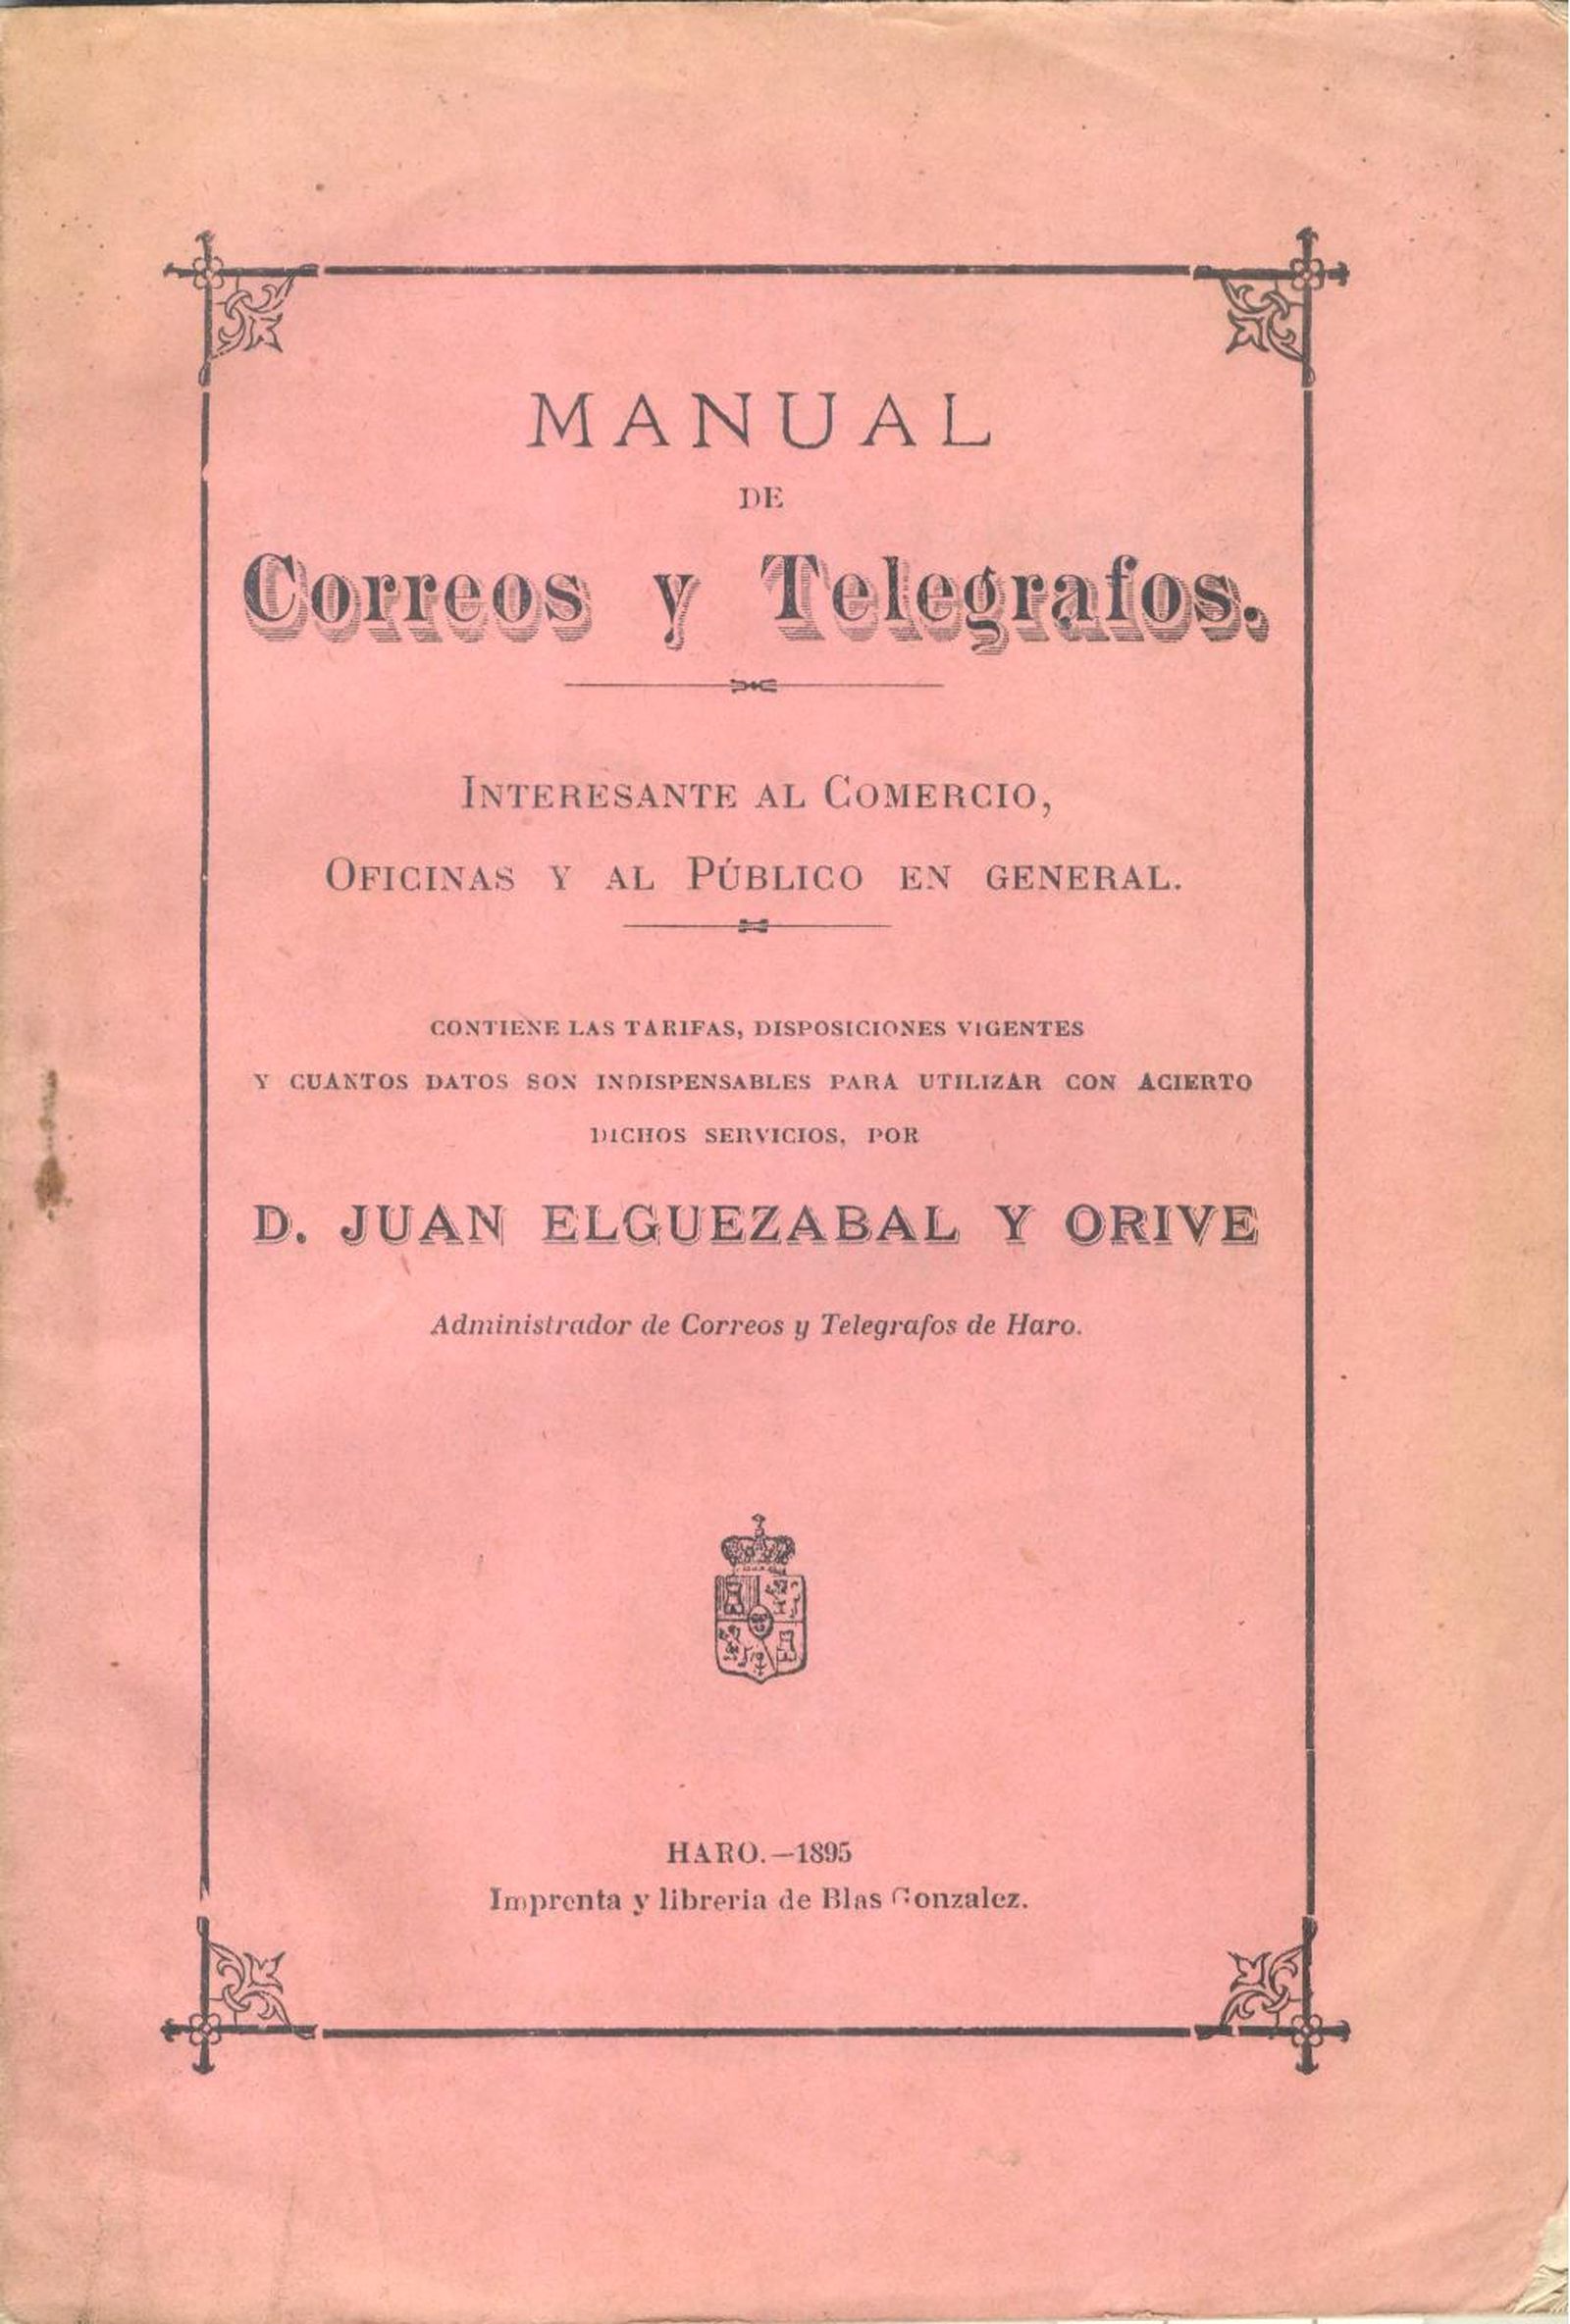 MANUAL
DE
Correos y Telegrafos.
INTERESANTE AL COMERCIO,
OFICINAS Y AL PÚBLICO EN GENERAL.
CONTIENE LAS TARIFAS, DISPOSICIONES VIGENTES
Y CUANTOS DATOS SON INDISPENSABLES PARA UTILIZAR CON ACIERTO
DICHOS SERVICIOS, POR
D. JUAN ELGUEZABAL Y ORIVE
Administrador de Correos y Telegrafos de Haro.
HARO.—1895
Imprenta y libreria de Blas Gonzalez.